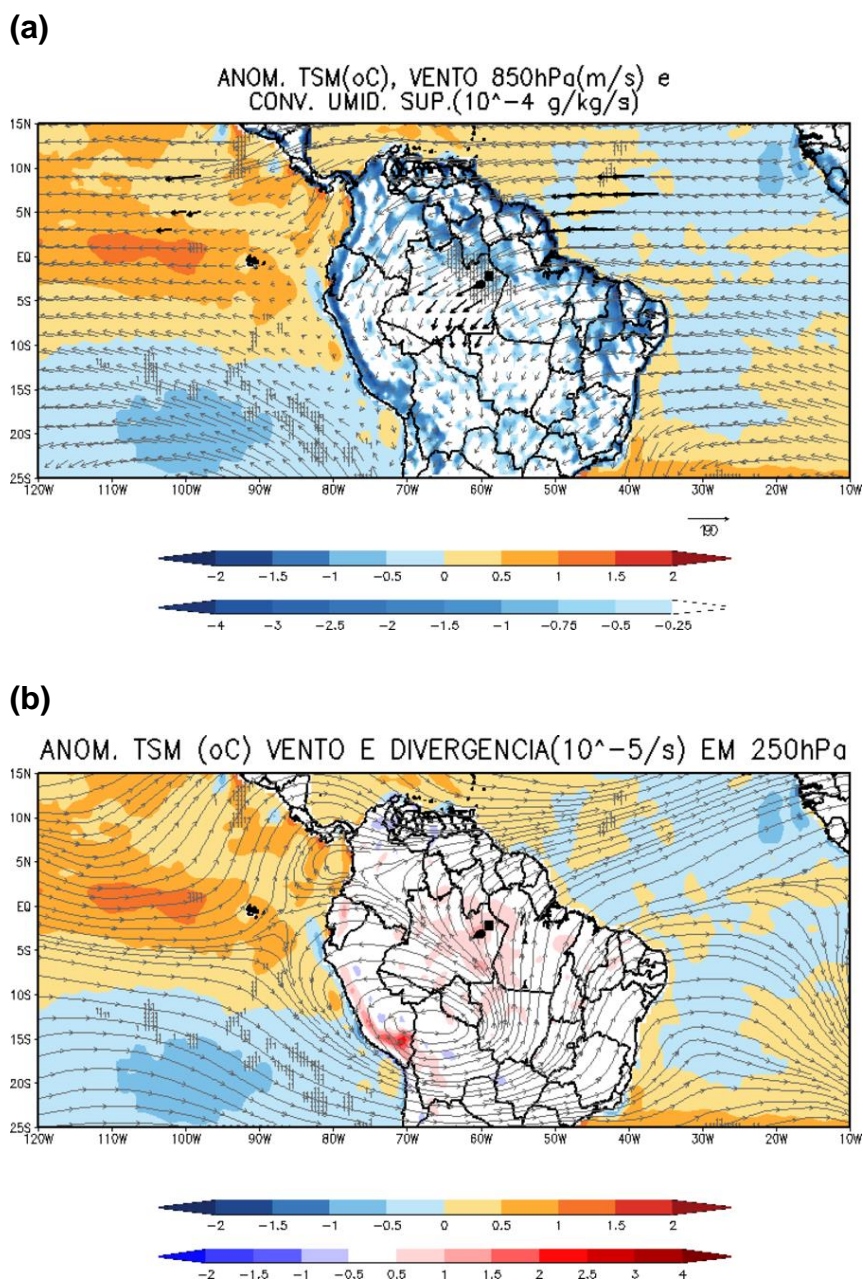 (a)
ANOM. TSM(oC), VENTO 850hPa(m/s) e
CONV. UMID. SUP.(10^-4 g/kg/s)
15N
10N
5N
EQ
5S
10S
15S
20S
25S
120W 110W 100W 90W 80W 70W 60W 50W 40W 30W 20W 10W
190
-2 -1.5 -1 -0.5 0 0.5 1 1.5 2
-4 -3 -2.5 -2 -1.5 -1 -0.75 -0.5 -0.25
(b)
ANOM. TSM (oC) VENTO E DIVERGENCIA(10^-5/s) EM 250hPa
15N
10N
5N
EQ
5S
10S
15S
20S
25S
120W 110W 100W 90W 80W 70W 60W 50W 40W 30W 20W 10W
-2 -1.5 -1 -0.5 0 0.5 1 1.5 2
-2 -1.5 -1 -0.5 0.5 1 1.5 2 2.5 3 4